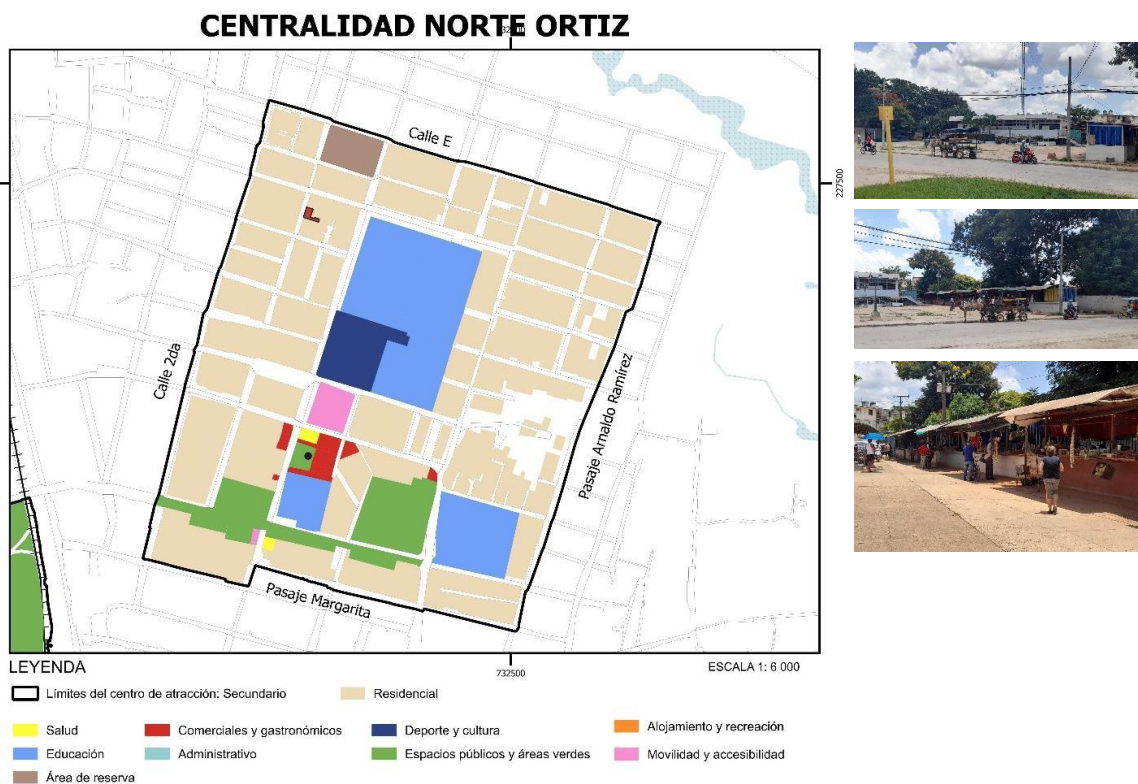 CENTRALIDAD NORTE ORTIZ
Calle E
227500
Calle 2da
Pasaje Arnaldo Ramírez
Pasaje Margarita
LEYENDA
732500
ESCALA 1: 6 000
Límites del centro de atracción: Secundario
Residencial
Salud
Comerciales y gastronómicos
Deporte y cultura
Alojamiento y recreación
Educación
Administrativo
Espacios públicos y áreas verdes
Movilidad y accesibilidad
Área de reserva